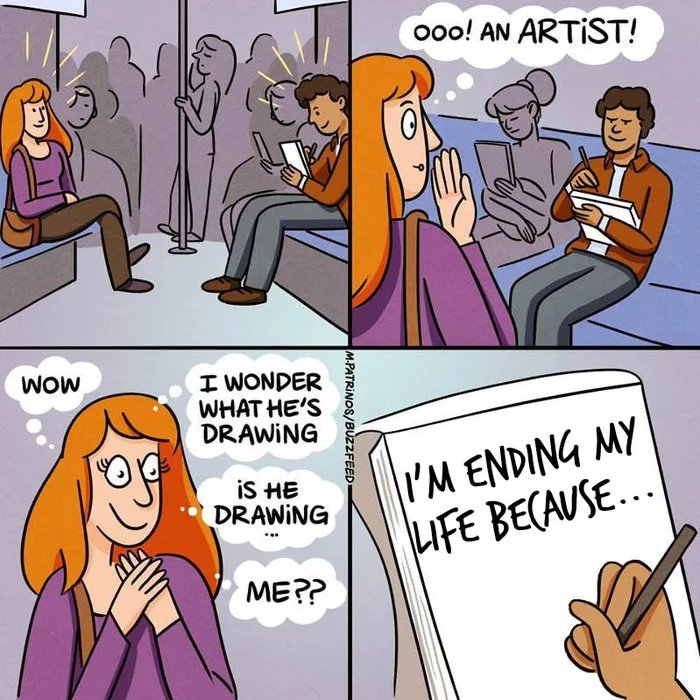 OOO! AN ARTiST!
WOW
I WONDER
WHAT HE'S
DRAWiNG
iS HE
DRAWiNG
...
ME??
M.PATRiNOS/BUZZFEED
I'M ENDING MY
LIFE BECAUSE...